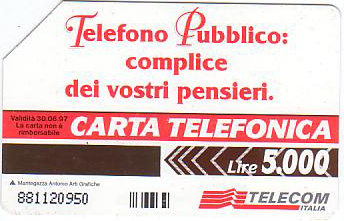 Telefono Pubblico:
complice
dei vostri pensieri.
Validità 30.06.97
La carta non è
rimborsabile
CARTA TELEFONICA
Lire 5.000
Mantegazza Antonio Arti Grafiche
881120950
TELECOM
ITALIA